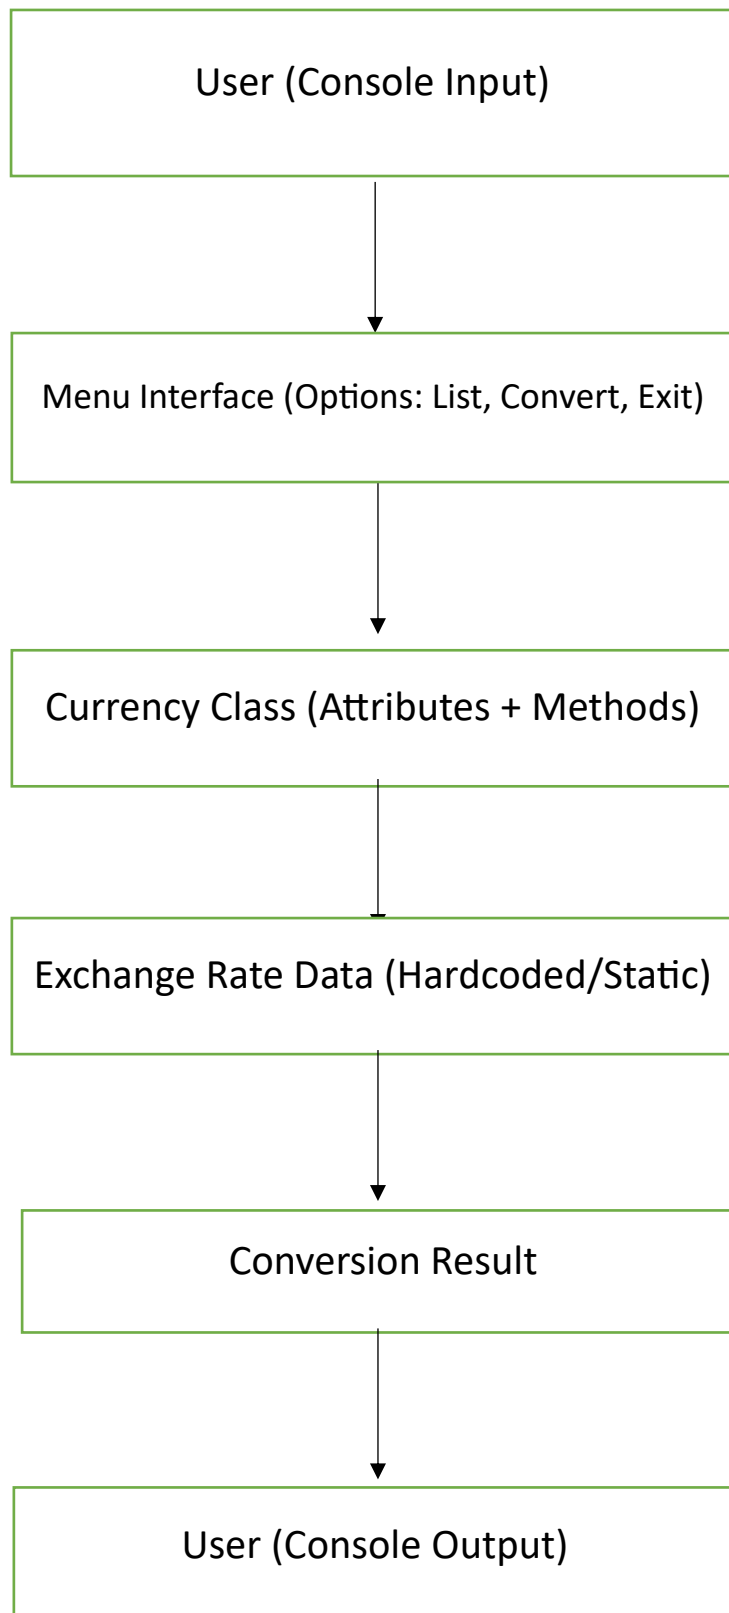 User (Console Input)
Menu Interface (Options: List, Convert, Exit)
Currency Class (Attributes + Methods)
Exchange Rate Data (Hardcoded/Static)
Conversion Result
User (Console Output)